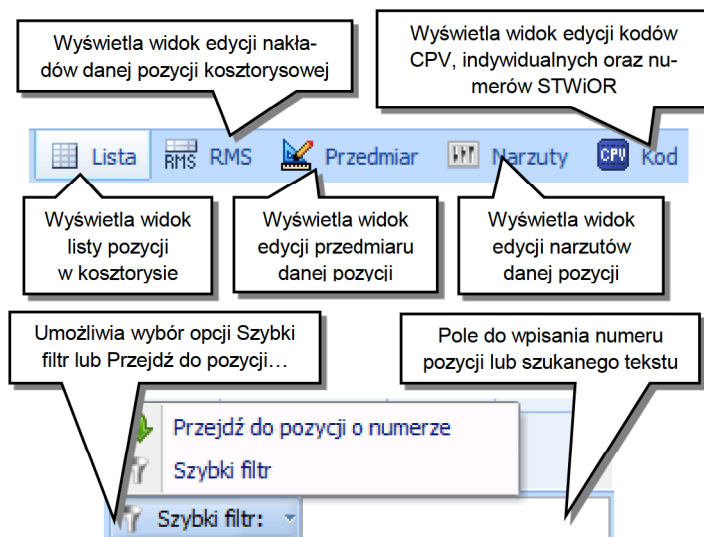 Wyświetla widok edycji nakła-
dów danej pozycji kosztorysowej
Wyświetla widok edycji kodów
CPV, indywidualnych oraz nu-
merów STWiOR
Lista
RMS
RMS
Przedmiar
Narzuty
CPV
Kod
Wyświetla widok
listy pozycji
w kosztorysie
Wyświetla widok
edycji przedmiaru
danej pozycji
Wyświetla widok
edycji narzutów
danej pozycji
Umożliwia wybór opcji Szybki
filtr lub Przejdź do pozycji…
Pole do wpisania numeru
pozycji lub szukanego tekstu
Przejdź do pozycji o numerze
Szybki filtr
Szybki filtr: